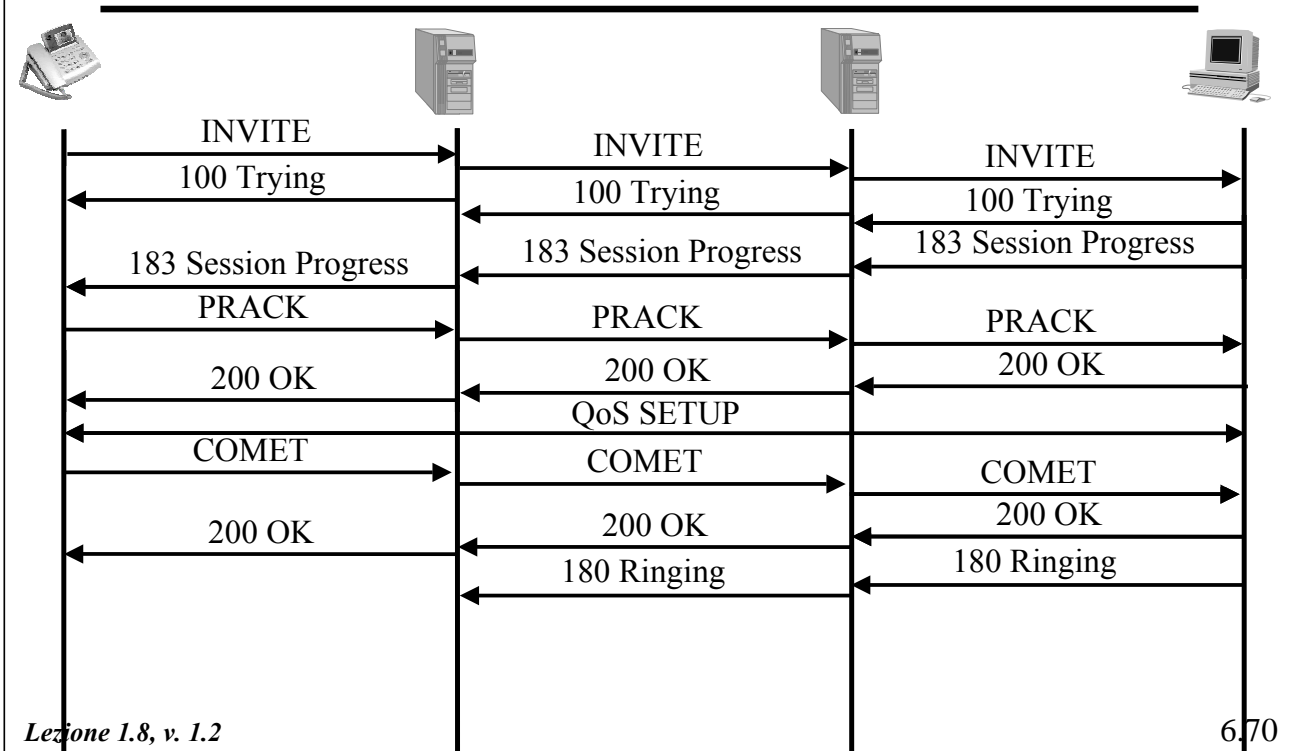 INVITE
INVITE
INVITE
100 Trying
100 Trying
100 Trying
183 Session Progress
183 Session Progress
183 Session Progress
PRACK
PRACK
PRACK
200 OK
200 OK
200 OK
QoS SETUP
COMET
COMET
COMET
200 OK
200 OK
200 OK
180 Ringing
180 Ringing
Lezione 1.8, v. 1.2
6.70